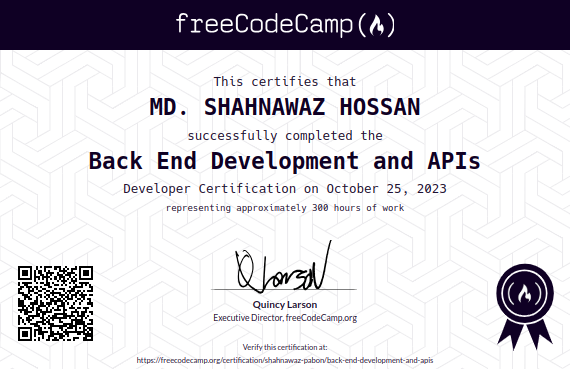 freeCodeCamp(🔥)
This certifies that
MD. SHAHNAWAZ HOSSAN
successfully completed the
Back End Development and APIs
Developer Certification on October 25, 2023
representing approximately 300 hours of work
Quincy Larson
Executive Director, freeCodeCamp.org
Verify this certification at:
https://freecodecamp.org/certification/shahnawaz-pabon/back-end-development-and-apis